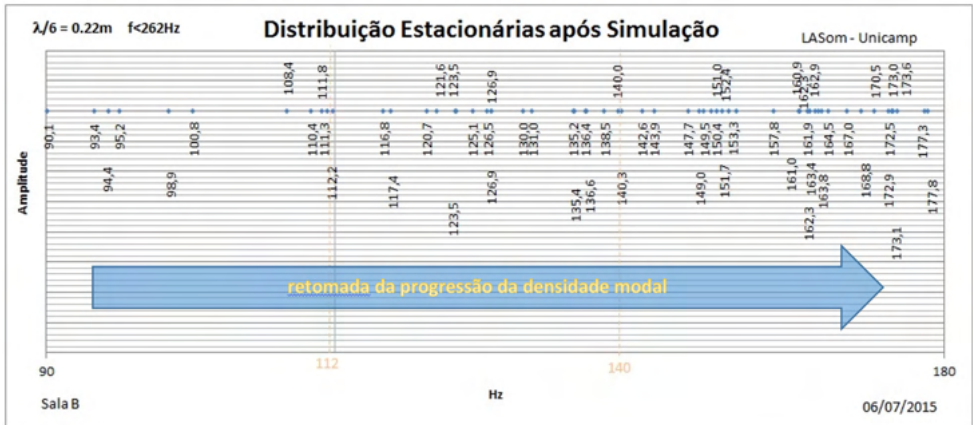 λ/6 = 0.22m f<262Hz
Distribuição Estacionárias após Simulação
LASom - Unicamp
108,4 111,8 121,6 123,5 126,9 140,0 151,0 152,4 160,9 162,3 162,9 170,5 173,0 173,6
90,1 93,4 95,2 100,8 110,4 111,3 116,8 120,7 125,1 126,5 130,0 131,0 135,2 136,4 138,5 142,6 143,9 147,7 149,5 150,4 153,3 157,8 161,9 164,5 167,0 172,5 177,3
94,4 98,9 112,2 117,4 126,9 136,6 140,3 149,0 151,7 161,0 163,4 163,8 168,8 172,9 177,8
123,5 135,4 162,3
173,1
Amplitude
retomada da progressão da densidade modal
90 112 140 180
Hz
Sala B
06/07/2015